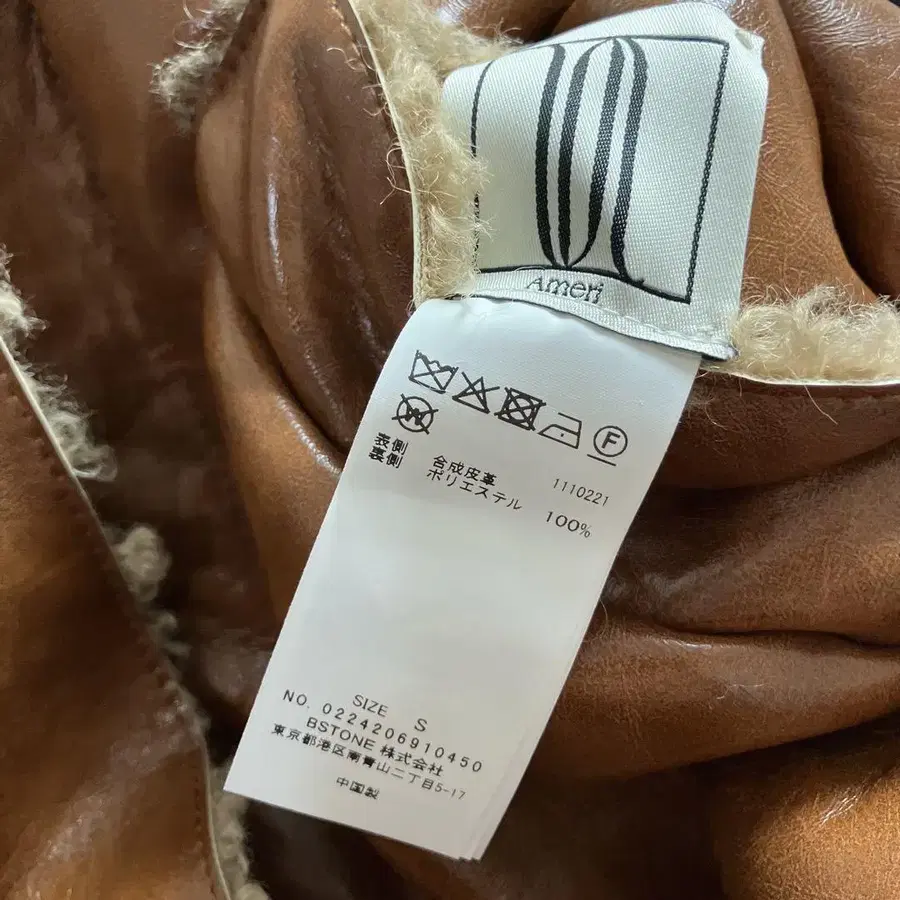 Ameri
F
W
表側 合成皮革 1110221
裏側 ポリエステル 100%
SIZE S
NO. 0224206910450
BSTONE 株式会社
東京都港区南青山二丁目5-17
中国製